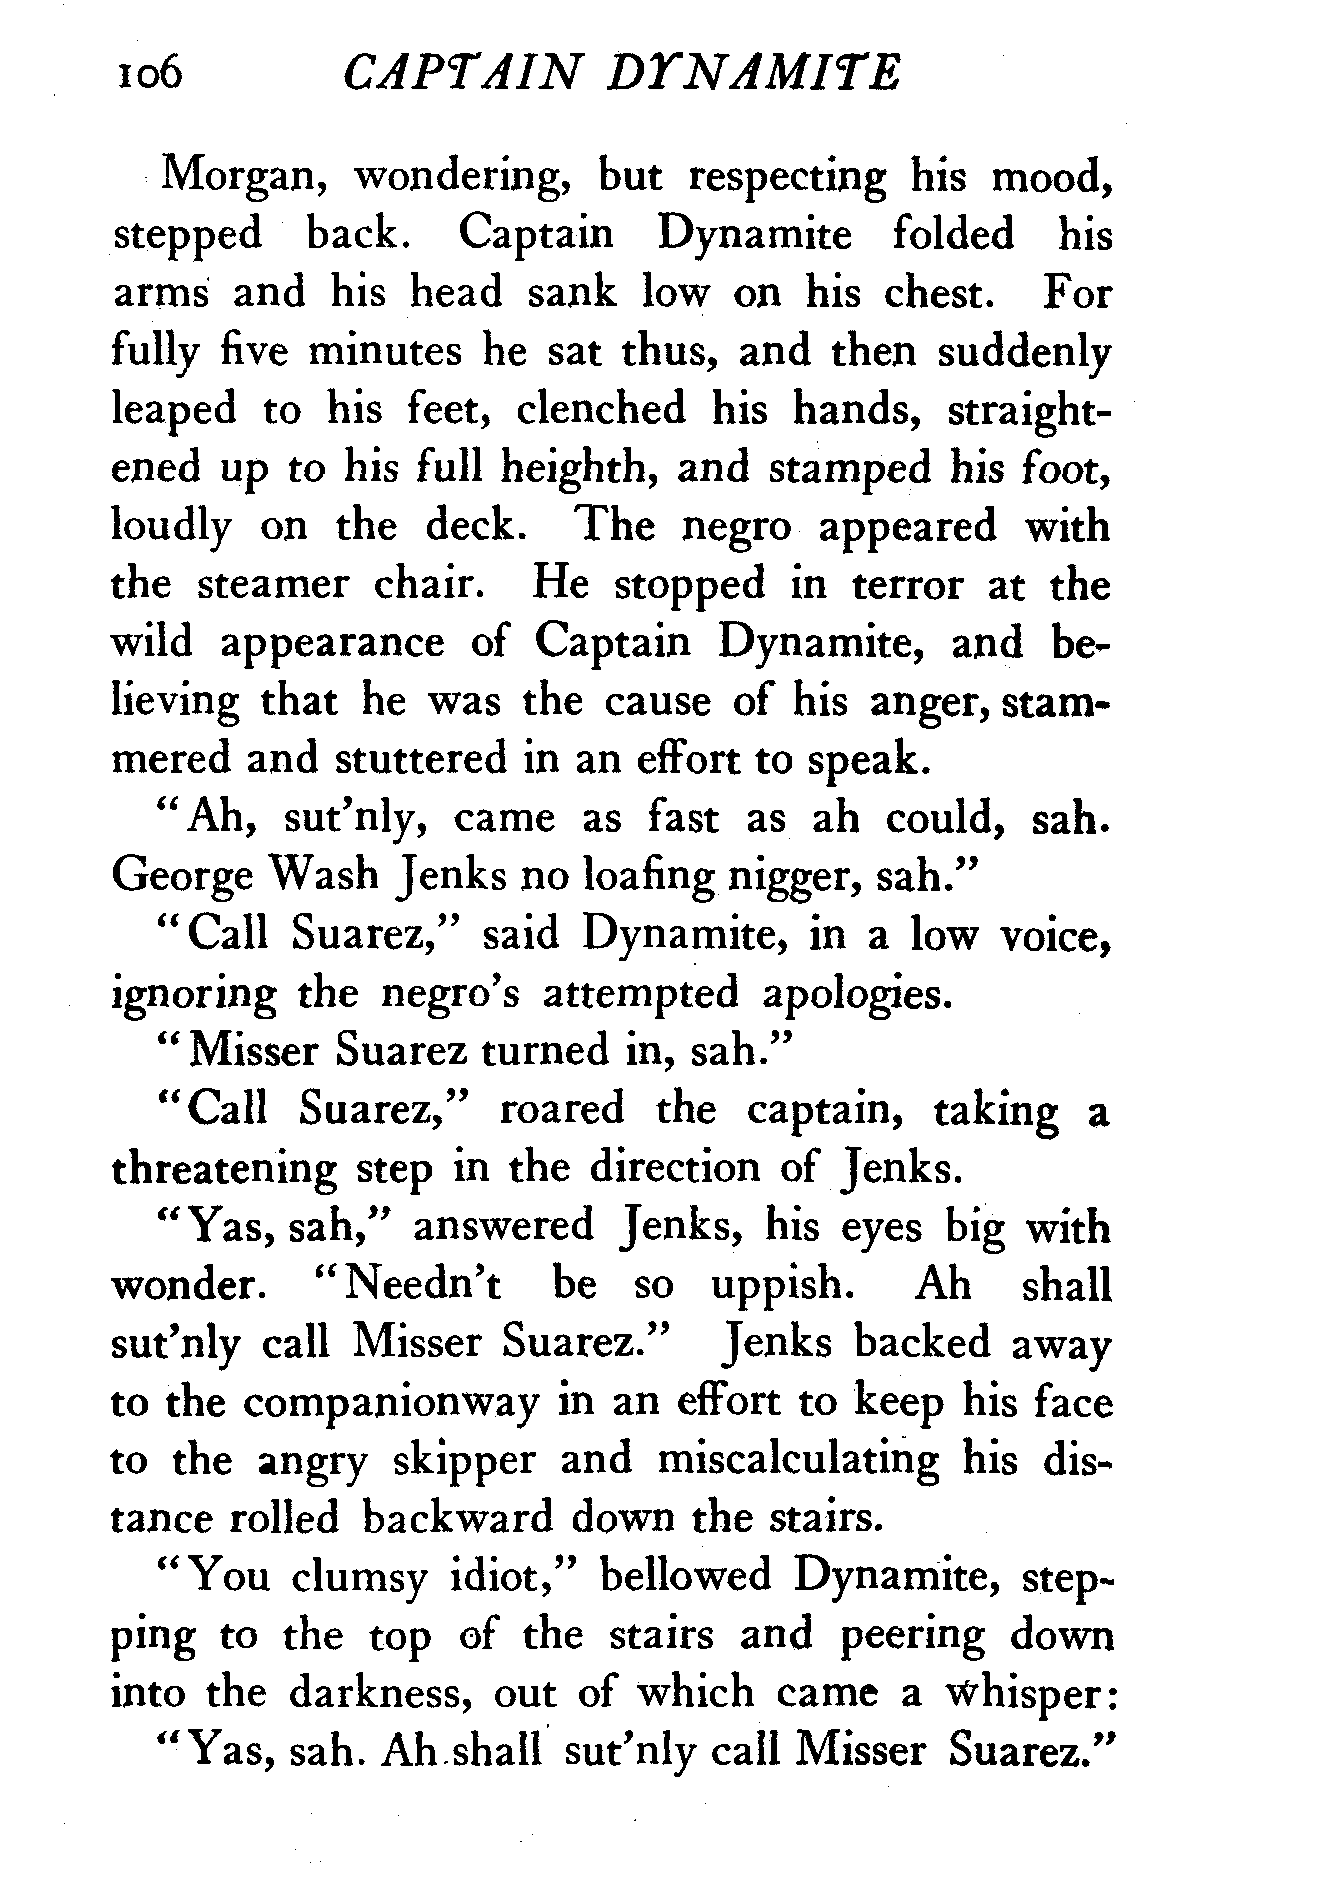 106 CAPTAIN DYNAMITE
Morgan, wondering, but respecting his mood,
stepped back. Captain Dynamite folded his
arms and his head sank low on his chest. For
fully five minutes he sat thus, and then suddenly
leaped to his feet, clenched his hands, straight-
ened up to his full heighth, and stamped his foot,
loudly on the deck. The negro appeared with
the steamer chair. He stopped in terror at the
wild appearance of Captain Dynamite, and be-
lieving that he was the cause of his anger, stam-
mered and stuttered in an effort to speak.
"Ah, sut'nly, came as fast as ah could, sah.
George Wash Jenks no loafing nigger, sah."
"Call Suarez," said Dynamite, in a low voice,
ignoring the negro's attempted apologies.
"Misser Suarez turned in, sah."
"Call Suarez," roared the captain, taking a
threatening step in the direction of Jenks.
"Yas, sah," answered Jenks, his eyes big with
wonder. "Needn't be so uppish. Ah shall
sut'nly call Misser Suarez." Jenks backed away
to the companionway in an effort to keep his face
to the angry skipper and miscalculating his dis-
tance rolled backward down the stairs.
"You clumsy idiot," bellowed Dynamite, step-
ping to the top of the stairs and peering down
into the darkness, out of which came a whisper:
"Yas, sah. Ah shall sut'nly call Misser Suarez."